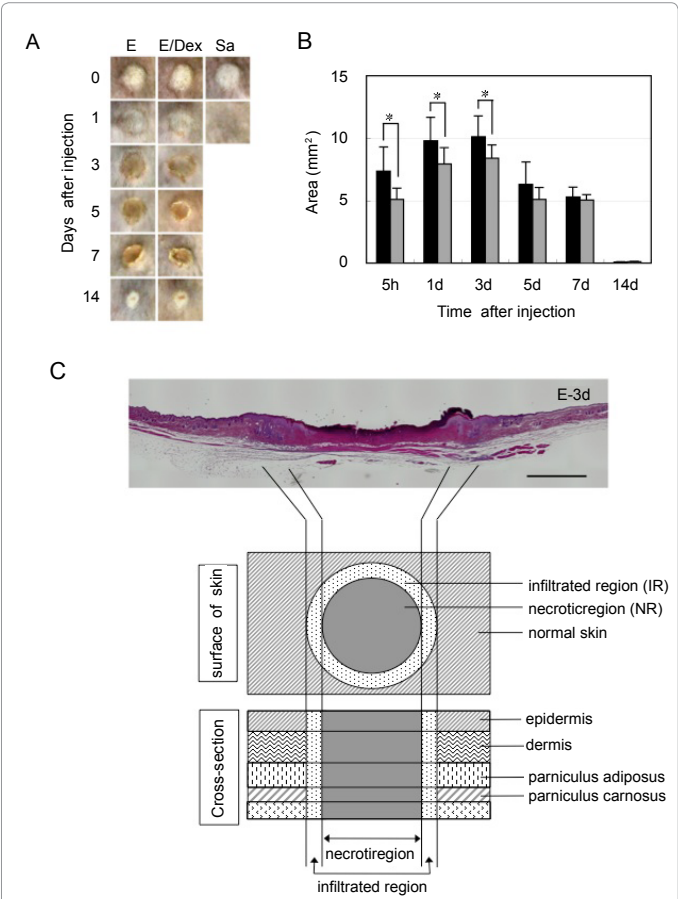 A
E E/Dex Sa
Days after injection
0
1
3
5
7
14
B
Area (mm²)
15
10
5
0
* * *
5h 1d 3d 5d 7d 14d
Time after injection
C
E-3d
surface of skin
infiltrated region (IR)
necroticregion (NR)
normal skin
Cross-section
epidermis
dermis
parniculus adiposus
parniculus carnosus
necrotiregion
infiltrated region